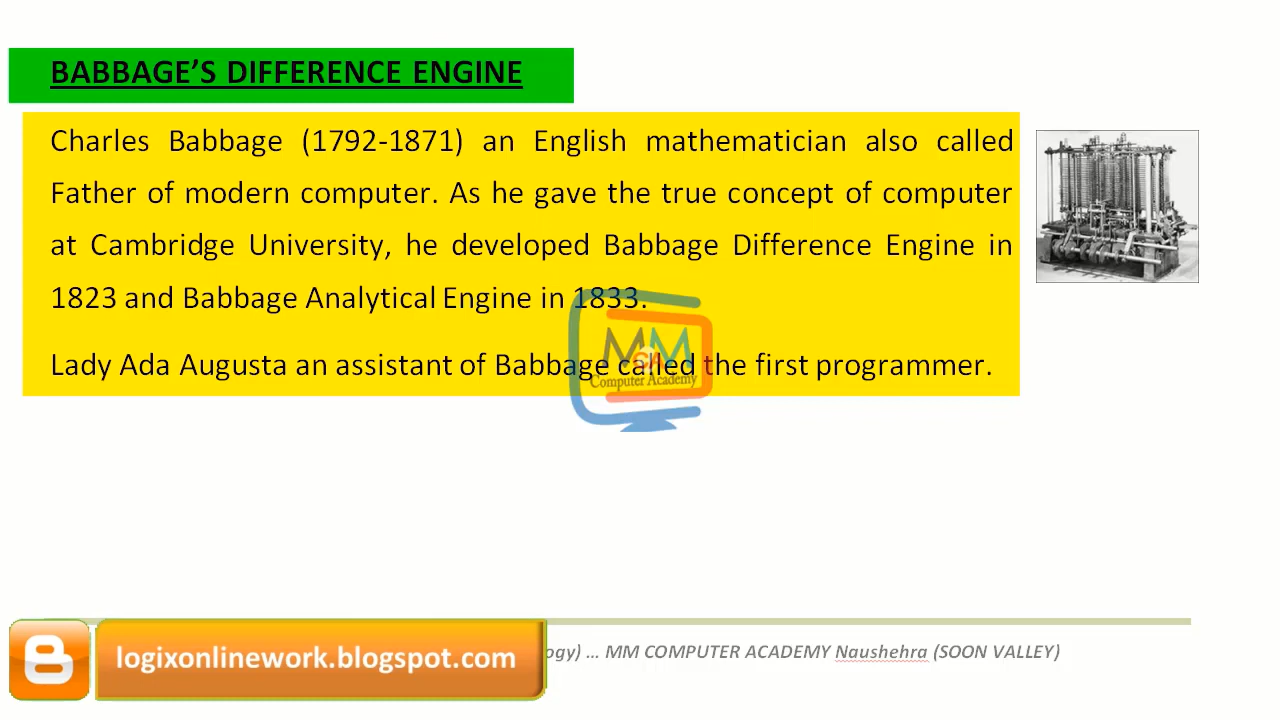 BABBAGE’S DIFFERENCE ENGINE
Charles Babbage (1792-1871) an English mathematician also called
Father of modern computer. As he gave the true concept of computer
at Cambridge University, he developed Babbage Difference Engine in
1823 and Babbage Analytical Engine in 1833.
MM
CA
Lady Ada Augusta an assistant of Babbage called the first programmer.
Computer Academy
logixonlinework.blogspot.com
ogy) ... MM COMPUTER ACADEMY Naushehra (SOON VALLEY)